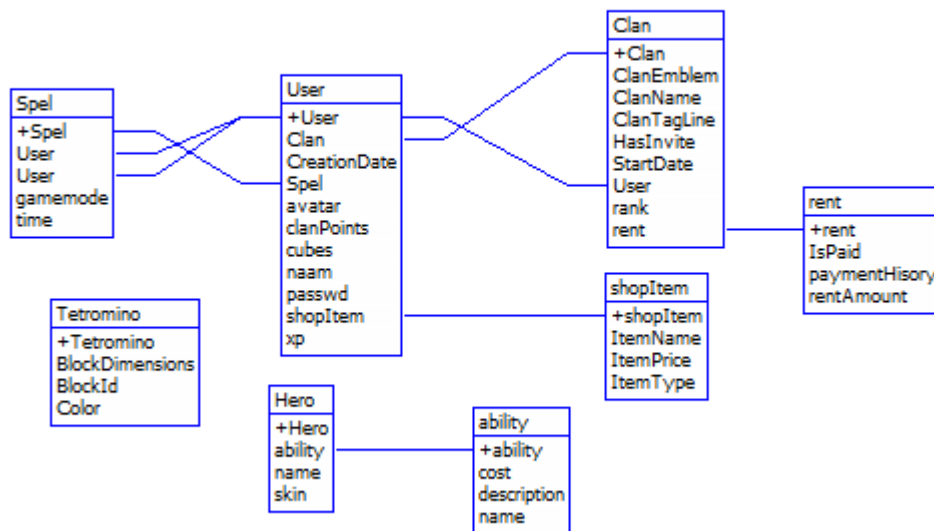 Clan
+Clan
ClanEmblem
ClanName
ClanTagLine
HasInvite
StartDate
User
rank
rent
User
+User
Clan
CreationDate
Spel
avatar
clanPoints
cubes
naam
passwd
shopItem
xp
Spel
+Spel
User
User
gamemode
time
rent
+rent
IsPaid
paymentHisory
rentAmount
shopItem
+shopItem
ItemName
ItemPrice
ItemType
Tetromino
+Tetromino
BlockDimensions
BlockId
Color
Hero
+Hero
ability
name
skin
ability
+ability
cost
description
name